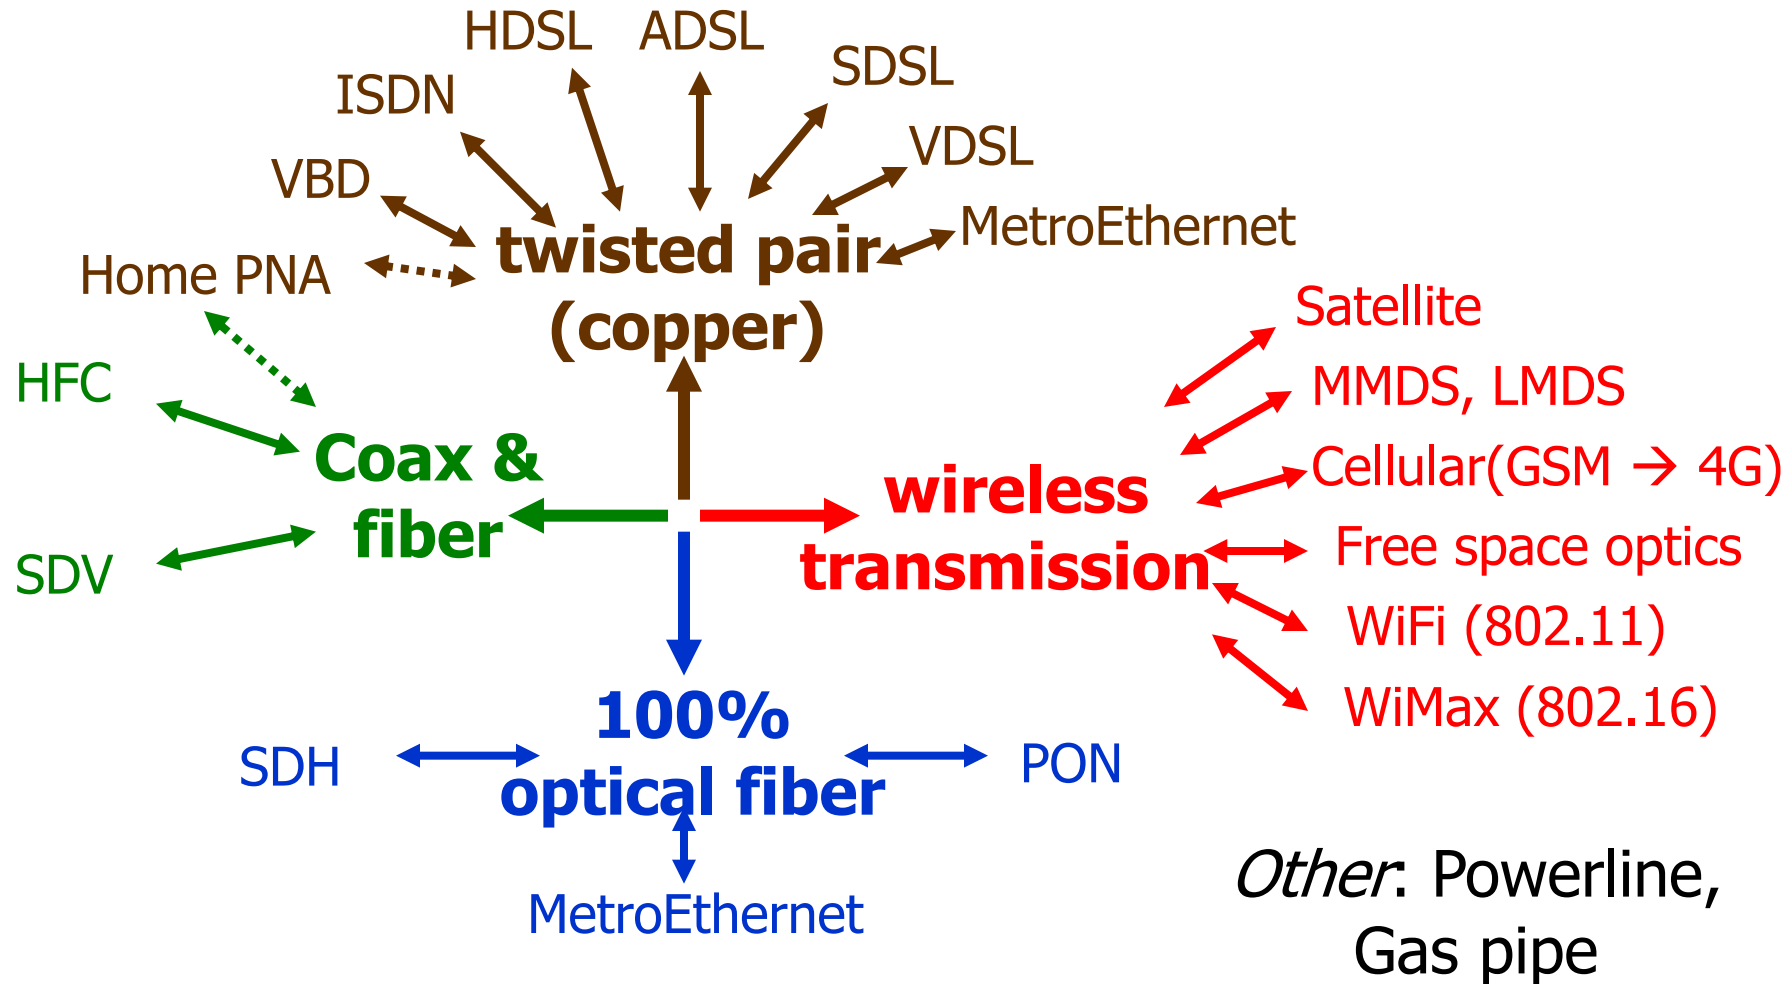 HDSL
ADSL
SDSL
ISDN
VDSL
VBD
MetroEthernet
twisted pair
(copper)
Home PNA
HFC
Coax &
fiber
SDV
Satellite
MMDS, LMDS
Cellular(GSM → 4G)
wireless
transmission
Free space optics
WiFi (802.11)
WiMax (802.16)
100%
optical fiber
SDH
PON
MetroEthernet
Other: Powerline,
Gas pipe